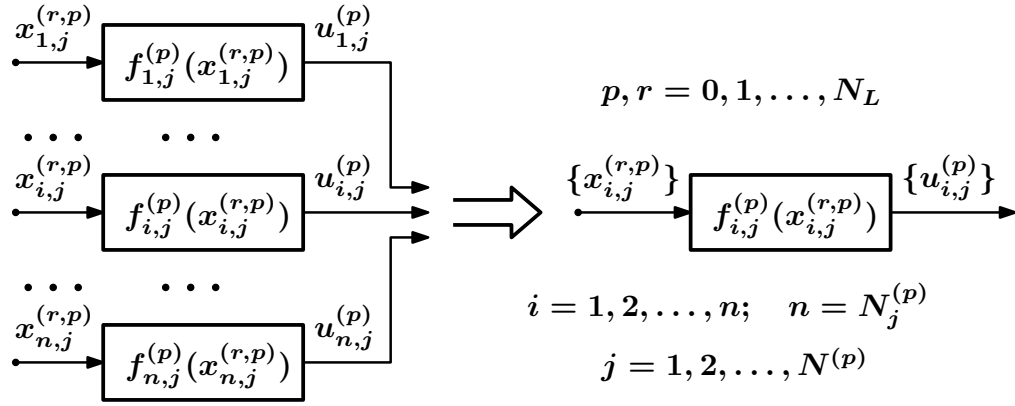 x_{1,j}^{(r,p)} f_{1,j}^{(p)}(x_{1,j}^{(r,p)}) u_{1,j}^{(p)}
. . . . . .
x_{i,j}^{(r,p)} f_{i,j}^{(p)}(x_{i,j}^{(r,p)}) u_{i,j}^{(p)}
. . . . . .
x_{n,j}^{(r,p)} f_{n,j}^{(p)}(x_{n,j}^{(r,p)}) u_{n,j}^{(p)}
p, r = 0, 1, . . . , N_L
{x_{i,j}^{(r,p)}} f_{i,j}^{(p)}(x_{i,j}^{(r,p)}) {u_{i,j}^{(p)}}
i = 1, 2, . . . , n; n = N_j^{(p)}
j = 1, 2, . . . , N^{(p)}